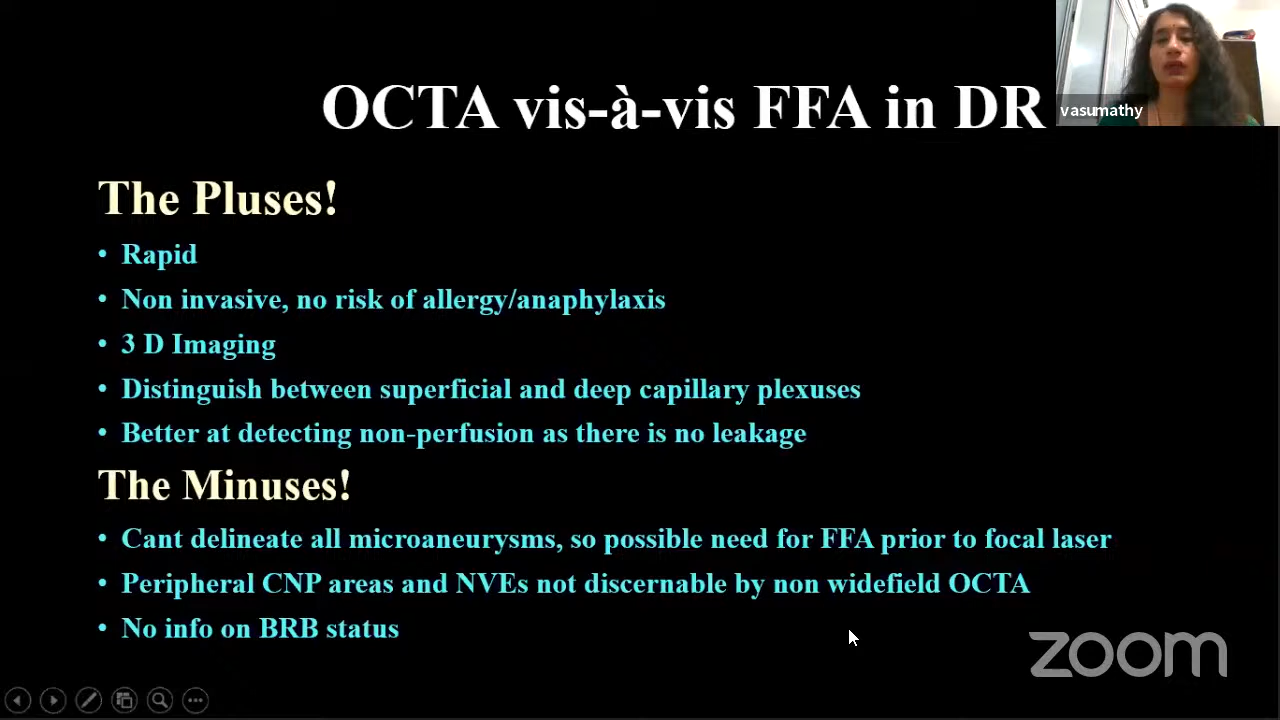 OCTA vis-à-vis FFA in DR
vasumathy
The Pluses!
• Rapid
• Non invasive, no risk of allergy/anaphylaxis
• 3 D Imaging
• Distinguish between superficial and deep capillary plexuses
• Better at detecting non-perfusion as there is no leakage
The Minuses!
• Cant delineate all microaneurysms, so possible need for FFA prior to focal laser
• Peripheral CNP areas and NVEs not discernable by non widefield OCTA
• No info on BRB status
zoom